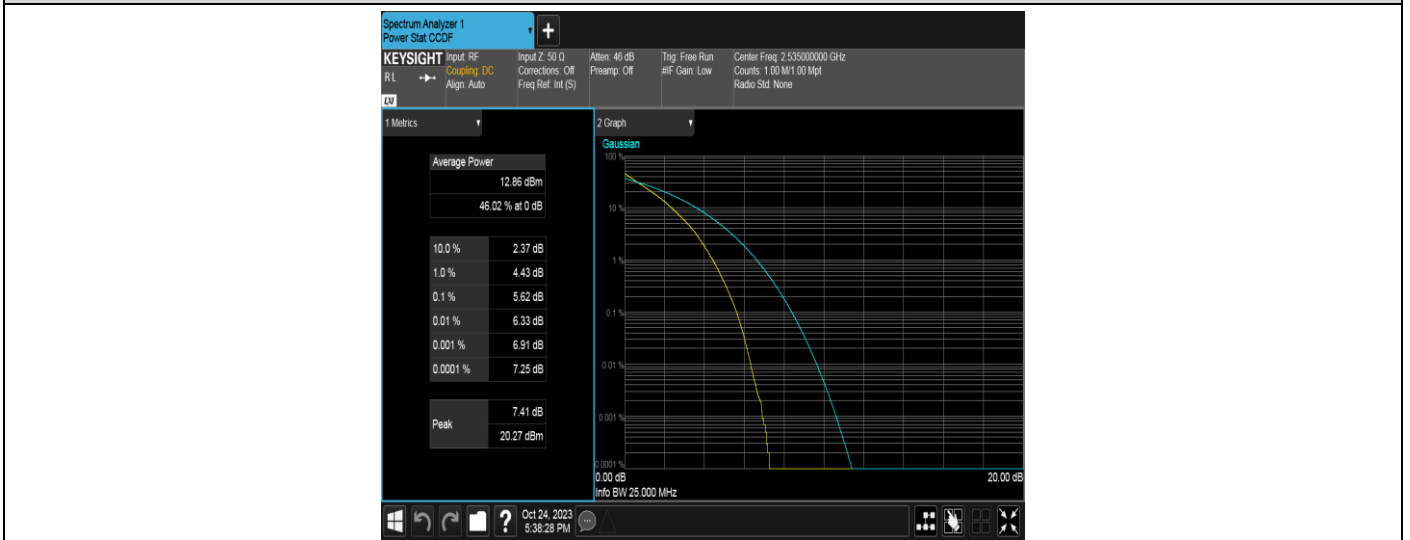 Spectrum Analyzer 1
Power Stat CCDF
+
KEYSIGHT
RL
LXI
Input: RF
Coupling: DC
Align: Auto
Input Z: 50 Ω
Corrections: Off
Freq Ref: Int (S)
Atten: 46 dB
Preamp: Off
Trig: Free Run
#IF Gain: Low
Center Freq: 2.535000000 GHz
Counts: 1.00 M/1.00 Mpt
Radio Std: None
1 Metrics
Average Power
12.86 dBm
46.02 % at 0 dB
10.0 % 2.37 dB
1.0 % 4.43 dB
0.1 % 5.62 dB
0.01 % 6.33 dB
0.001 % 6.91 dB
0.0001 % 7.25 dB
Peak
7.41 dB
20.27 dBm
2 Graph
Gaussian
100 %
10 %
1 %
0.1 %
0.01 %
0.001 %
0.0001 %
0.00 dB 20.00 dB
Info BW 25.000 MHz
?
Oct 24, 2023
5:38:28 PM